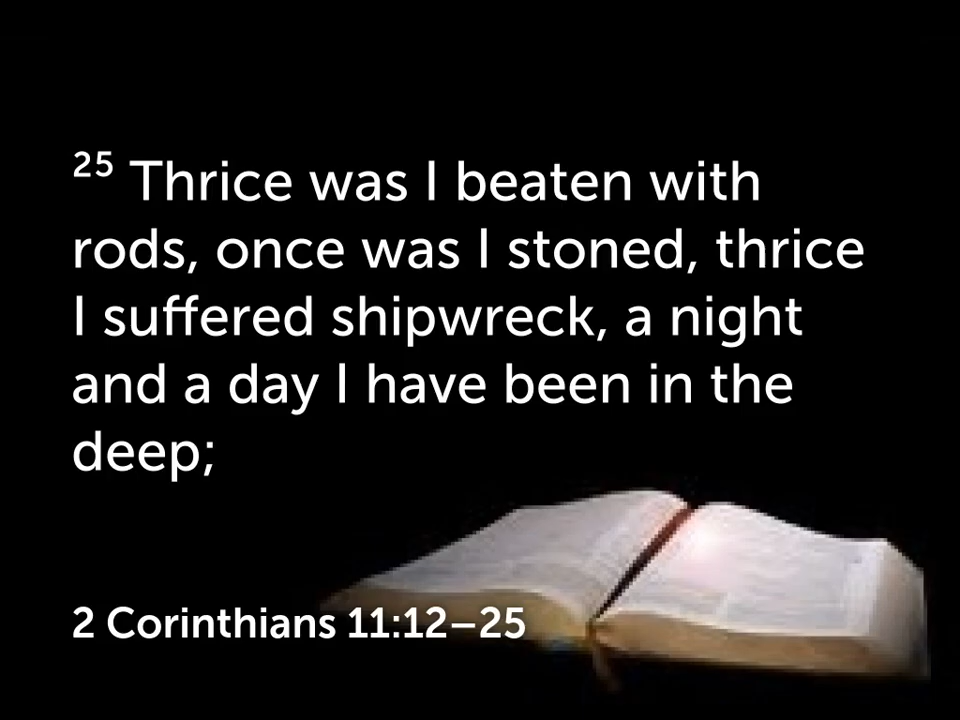 ²⁵ Thrice was I beaten with
rods, once was I stoned, thrice
I suffered shipwreck, a night
and a day I have been in the
deep;
2 Corinthians 11:12–25